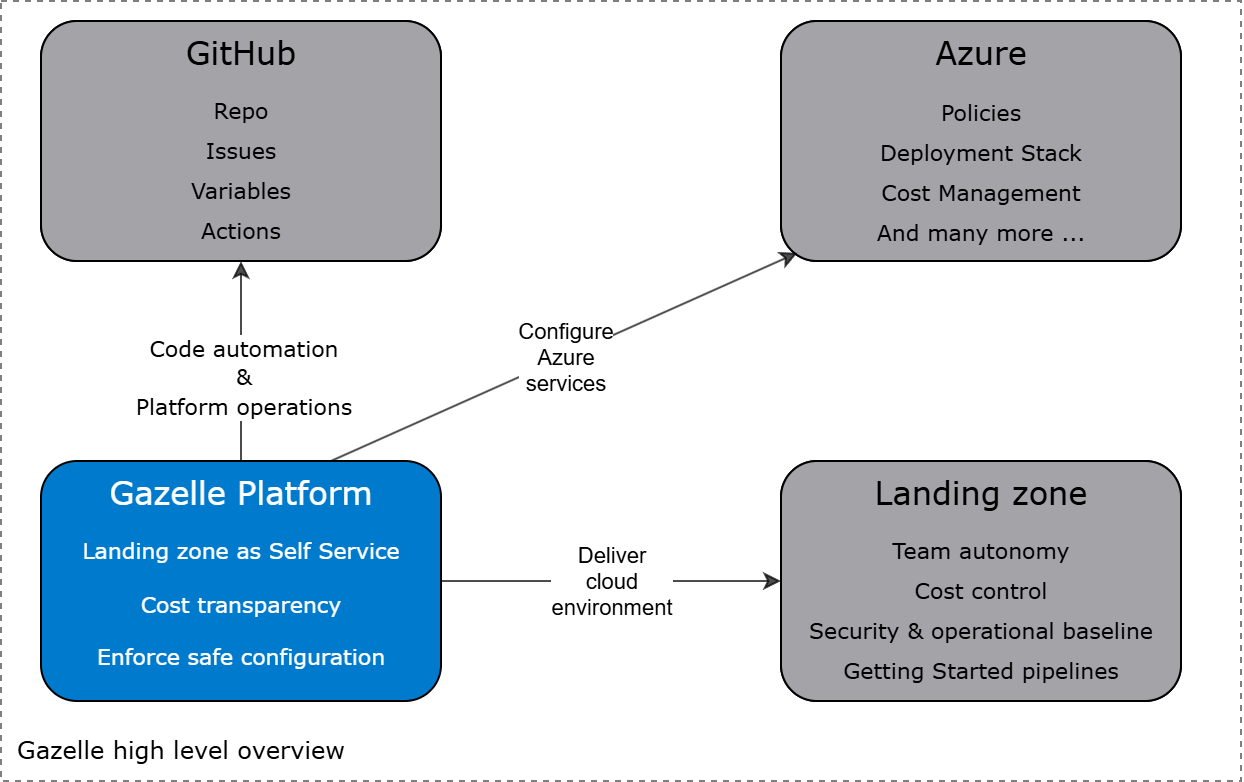 GitHub
Repo
Issues
Variables
Actions
Azure
Policies
Deployment Stack
Cost Management
And many more ...
Code automation
&
Platform operations
Configure
Azure
services
Gazelle Platform
Landing zone as Self Service
Cost transparency
Enforce safe configuration
Deliver
cloud
environment
Landing zone
Team autonomy
Cost control
Security & operational baseline
Getting Started pipelines
Gazelle high level overview